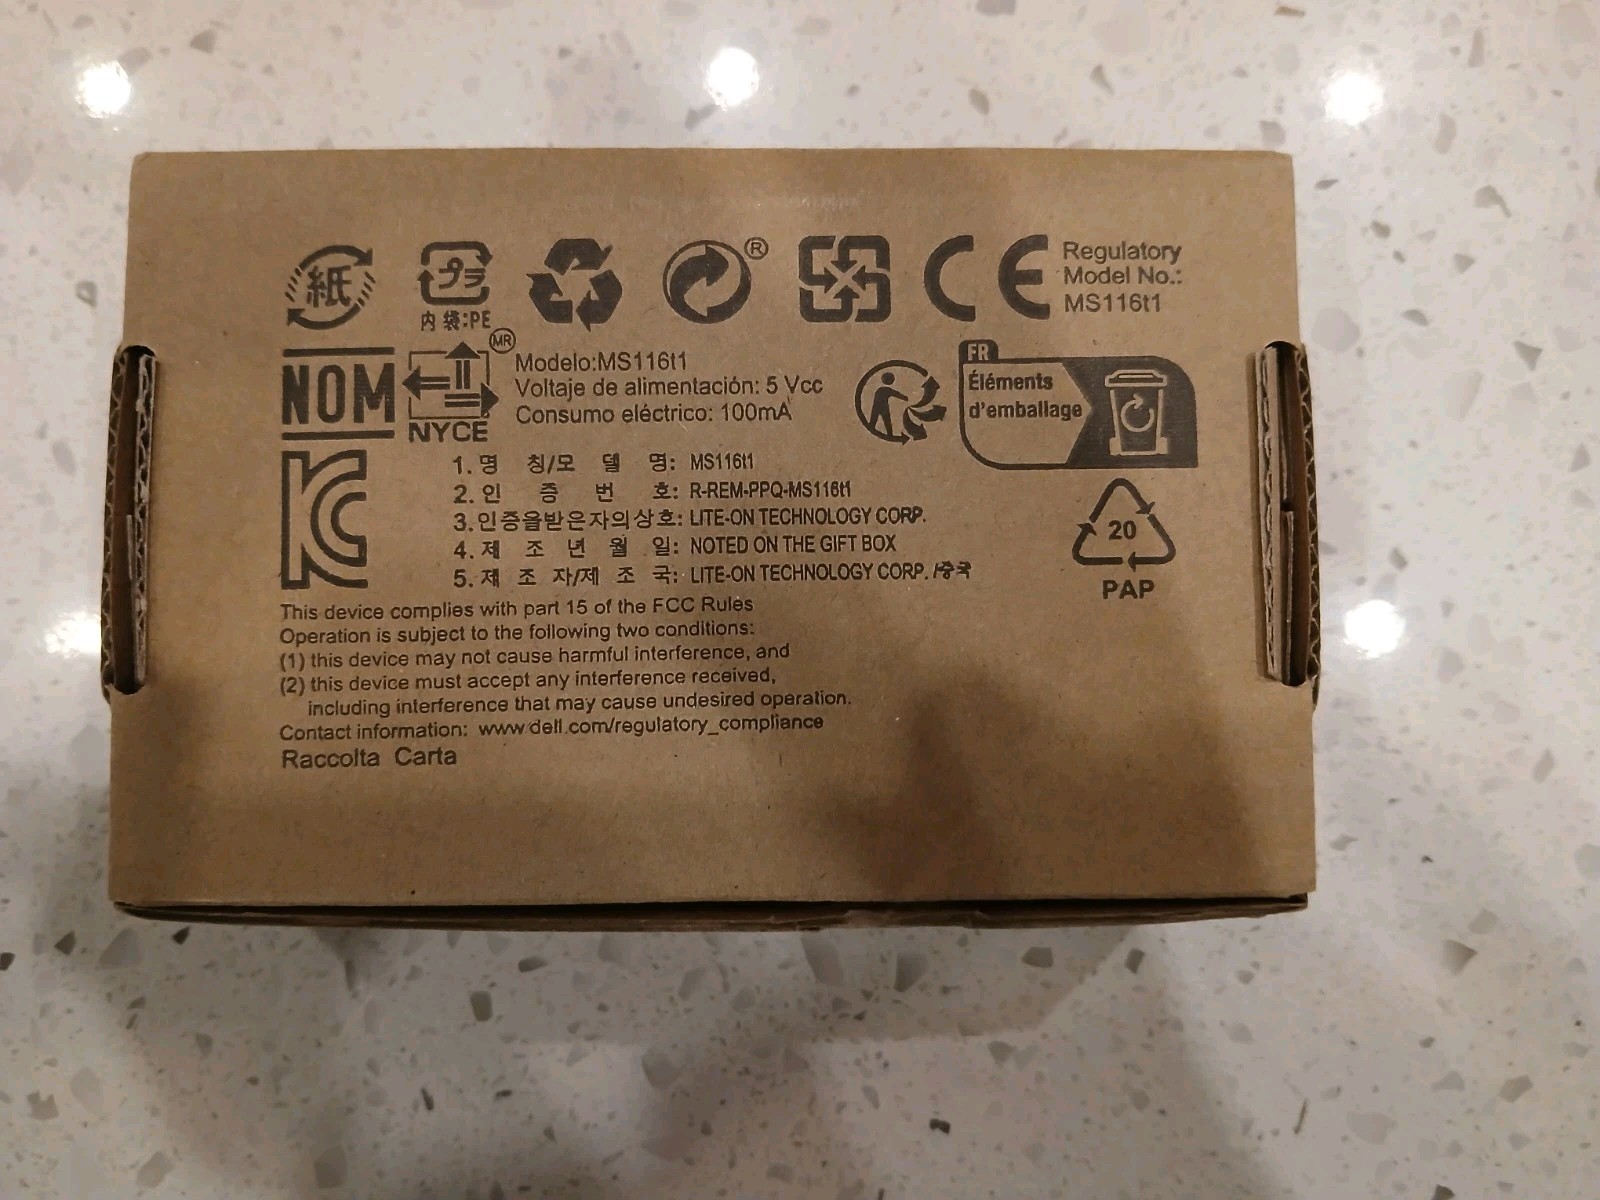 紙
プラ
内袋:PE
®
CE
Regulatory
Model No.:
MS116t1
NOM
MR
NYCE
Modelo:MS116t1
Voltaje de alimentación: 5 Vcc
Consumo eléctrico: 100mA
FR
Éléments
d'emballage
1. 명 칭/모 델 명: MS116t1
2. 인 증 번 호: R-REM-PPQ-MS116t1
3. 인증을받은자의상호: LITE-ON TECHNOLOGY CORP.
4. 제 조 년 월 일: NOTED ON THE GIFT BOX
5. 제 조 자/제 조 국: LITE-ON TECHNOLOGY CORP. /중국
20
PAP
This device complies with part 15 of the FCC Rules
Operation is subject to the following two conditions:
(1) this device may not cause harmful interference, and
(2) this device must accept any interference received,
including interference that may cause undesired operation.
Contact information: www.dell.com/regulatory_compliance
Raccolta Carta